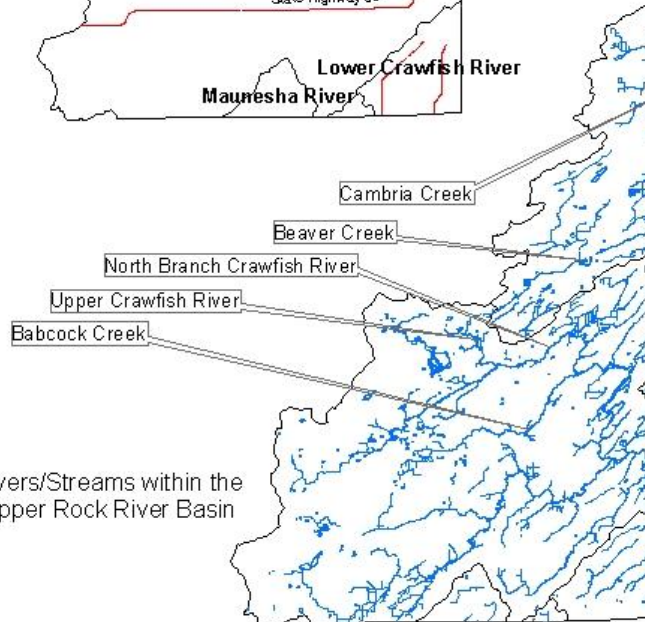 Lower Crawfish River
Maunesha River
Cambria Creek
Beaver Creek
North Branch Crawfish River
Upper Crawfish River
Babcock Creek
vers/Streams within the
pper Rock River Basin